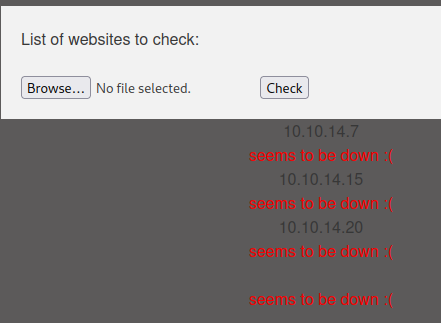 List of websites to check:
Browse... No file selected. Check
10.10.14.7
seems to be down :(
10.10.14.15
seems to be down :(
10.10.14.20
seems to be down :(
seems to be down :(